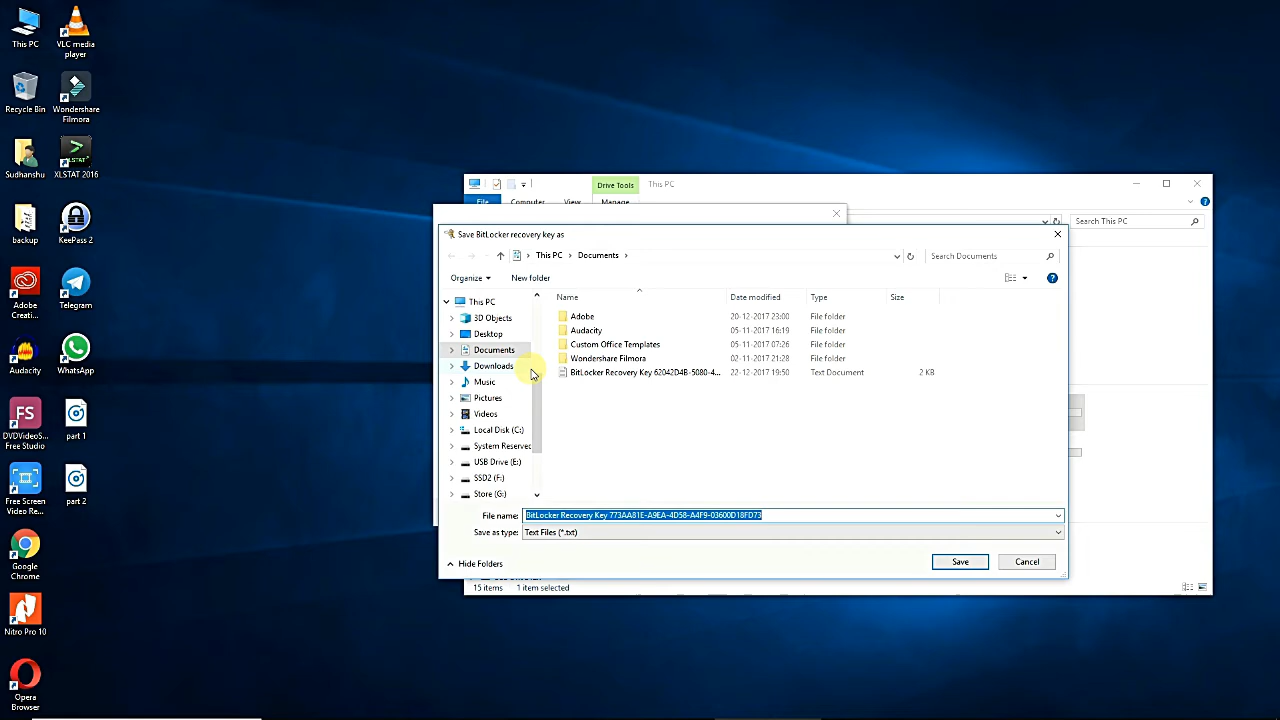 This PC
VLC media
player
Recycle Bin
Wondershare
Filmora
Sudhanshu
XLSTAT 2016
backup
KeePass 2
Adobe
Creati...
Telegram
Audacity
WhatsApp
FS
DVDVideoS...
Free Studio
part 1
Free Screen
Video Re...
part 2
Google
Chrome
Nitro Pro 10
Opera
Browser
Drive Tools
This PC
File
Computer
View
Manage
Search This PC
Save BitLocker recovery key as
This PC
Documents
Search Documents
Organize
New folder
Name
Date modified
Type
Size
This PC
3D Objects
Desktop
Documents
Downloads
Music
Pictures
Videos
Local Disk (C:)
System Reserved
USB Drive (E:)
SSD2 (F:)
Store (G:)
Adobe 20-12-2017 23:00 File folder
Audacity 05-11-2017 16:19 File folder
Custom Office Templates 05-11-2017 07:26 File folder
Wondershare Filmora 02-11-2017 21:28 File folder
BitLocker Recovery Key 62042D4B-5080-4... 22-12-2017 19:50 Text Document 2 KB
File name: BitLocker Recovery Key 773AA81E-A9EA-4D58-A4F9-03600D18FD73
Save as type: Text Files (*.txt)
Hide Folders
Save
Cancel
15 items 1 item selected